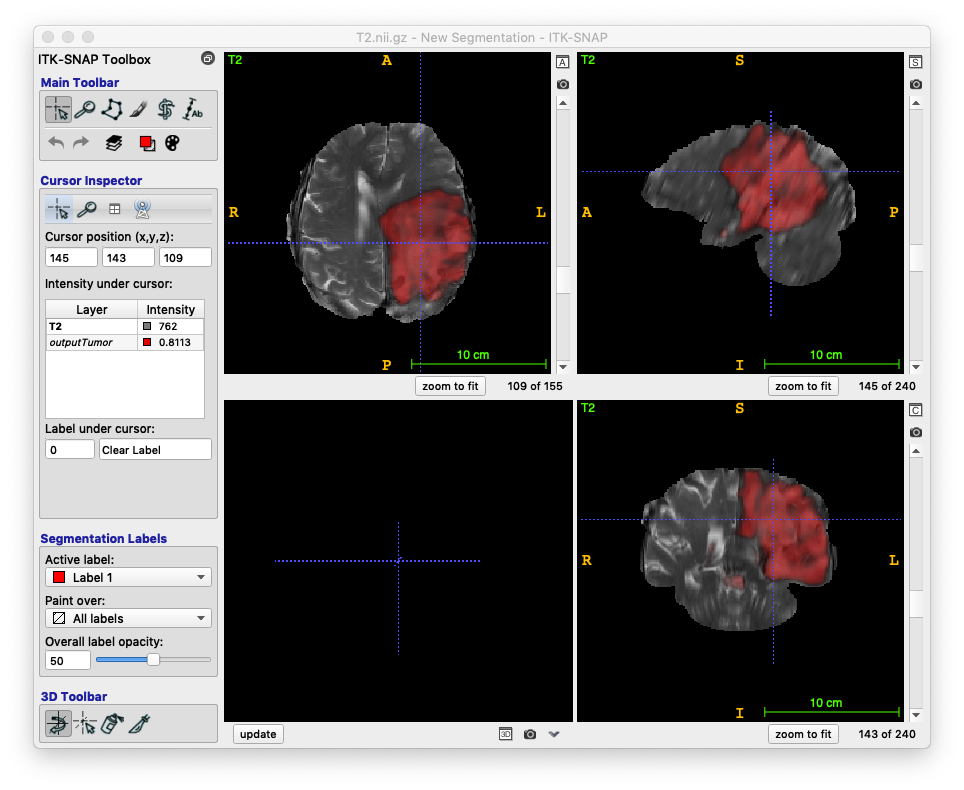 T2.nii.gz - New Segmentation - ITK-SNAP
ITK-SNAP Toolbox
Main Toolbar
Ab
Cursor Inspector
Cursor position (x,y,z):
145 143 109
Intensity under cursor:
Layer Intensity
T2 762
outputTumor 0.8113
Label under cursor:
0 Clear Label
Segmentation Labels
Active label:
Label 1
Paint over:
All labels
Overall label opacity:
50
3D Toolbar
T2
A
R
L
P
10 cm
A
zoom to fit
109 of 155
T2
S
A
P
I
10 cm
S
zoom to fit
145 of 240
update
3D
T2
S
R
L
I
10 cm
C
zoom to fit
143 of 240